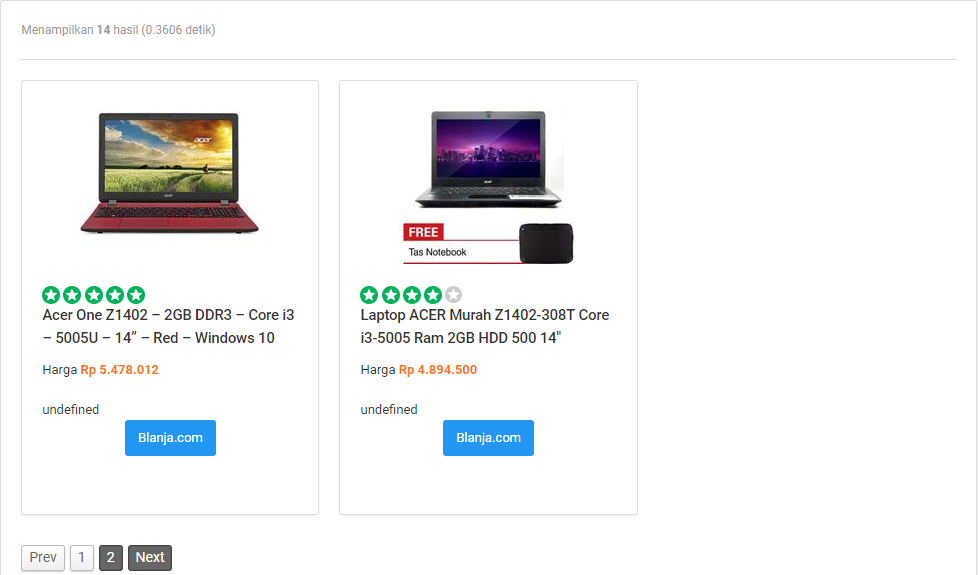 Menampilkan 14 hasil (0.3606 detik)
acer
acer
FREE
Tas Notebook
Acer One Z1402 – 2GB DDR3 – Core i3
– 5005U – 14” – Red – Windows 10
Harga Rp 5.478.012
undefined
Blanja.com
Laptop ACER Murah Z1402-308T Core
i3-5005 Ram 2GB HDD 500 14"
Harga Rp 4.894.500
undefined
Blanja.com
Prev 1 2 Next